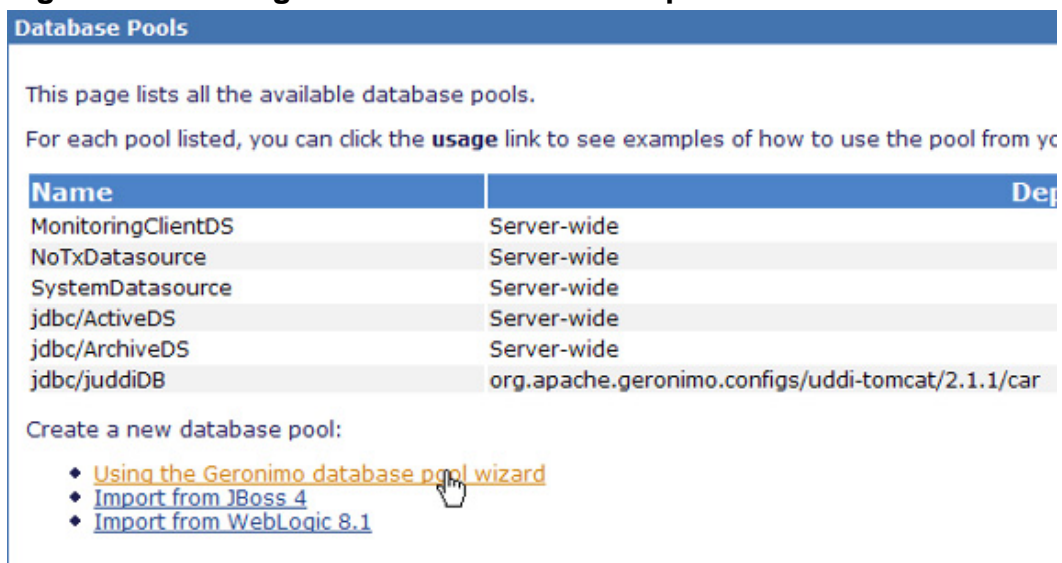 Database Pools
This page lists all the available database pools.
For each pool listed, you can click the usage link to see examples of how to use the pool from
Name
MonitoringClientDS Server-wide
NoTxDatasource Server-wide
SystemDatasource Server-wide
jdbc/ActiveDS Server-wide
jdbc/ArchiveDS Server-wide
jdbc/juddiDB org.apache.geronimo.configs/uddi-tomcat/2.1.1/car
Create a new database pool:
Using the Geronimo database pool wizard
Import from JBoss 4
Import from WebLogic 8.1